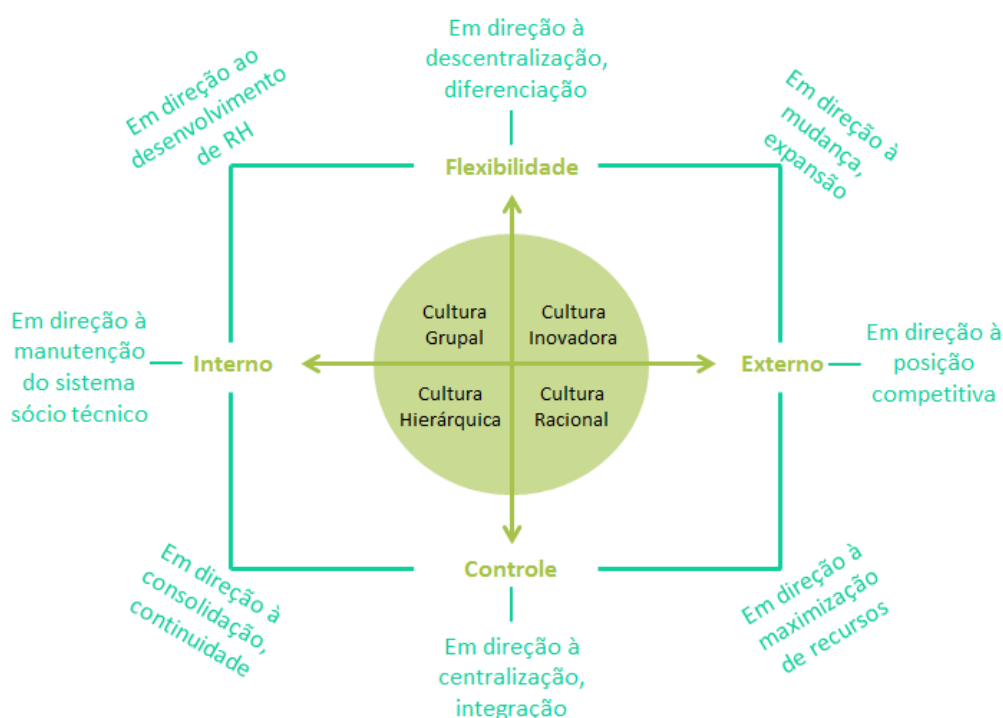 Em direção à
descentralização,
diferenciação
Em direção ao
desenvolvimento
de RH
Em direção à
mudança,
expansão
Flexibilidade
Cultura
Grupal
Cultura
Inovadora
Em direção à
manutenção
do sistema
sócio técnico
Interno
Externo
Em direção à
posição
competitiva
Cultura
Hierárquica
Cultura
Racional
Controle
Em direção à
consolidação,
continuidade
Em direção à
centralização,
integração
Em direção à
maximização
de recursos